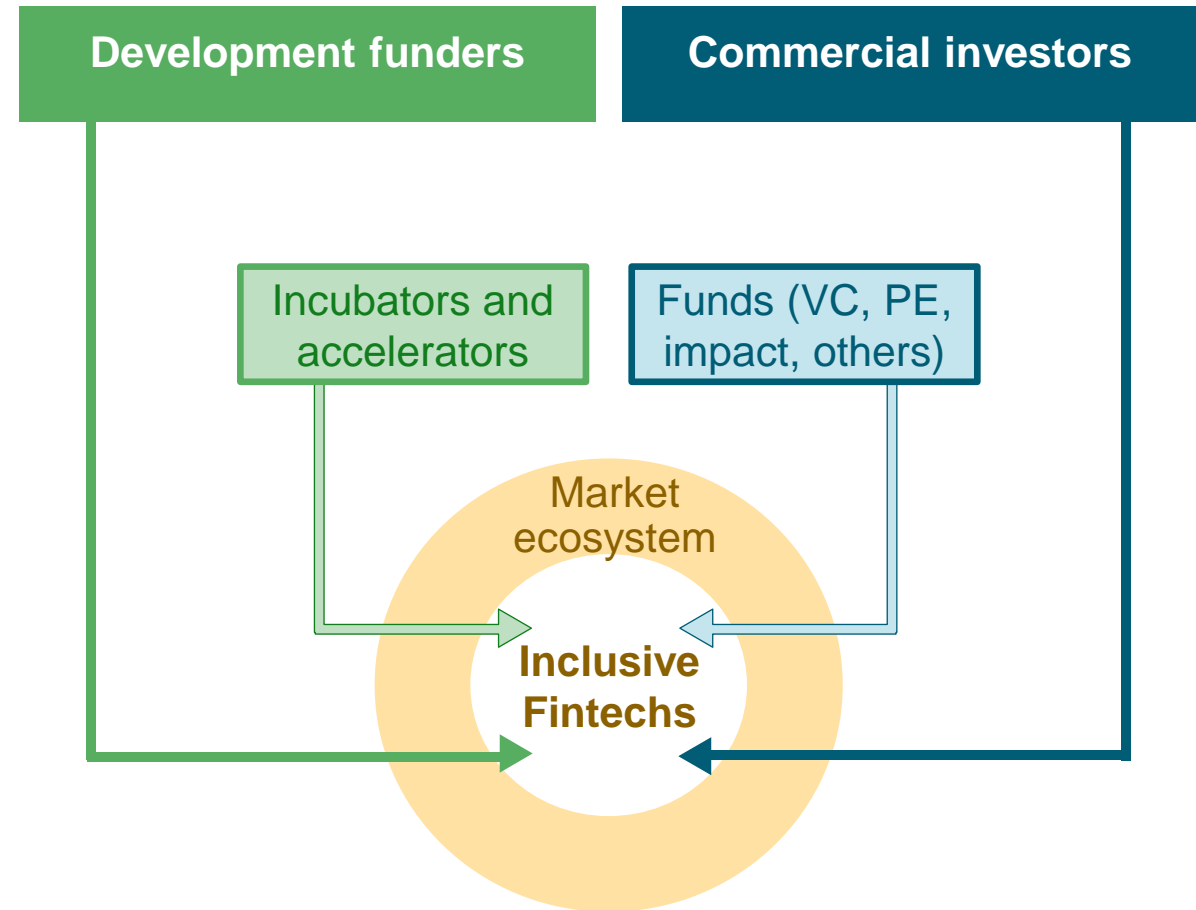 Development funders
Commercial investors
Incubators and
accelerators
Funds (VC, PE,
impact, others)
Market
ecosystem
Inclusive
Fintechs